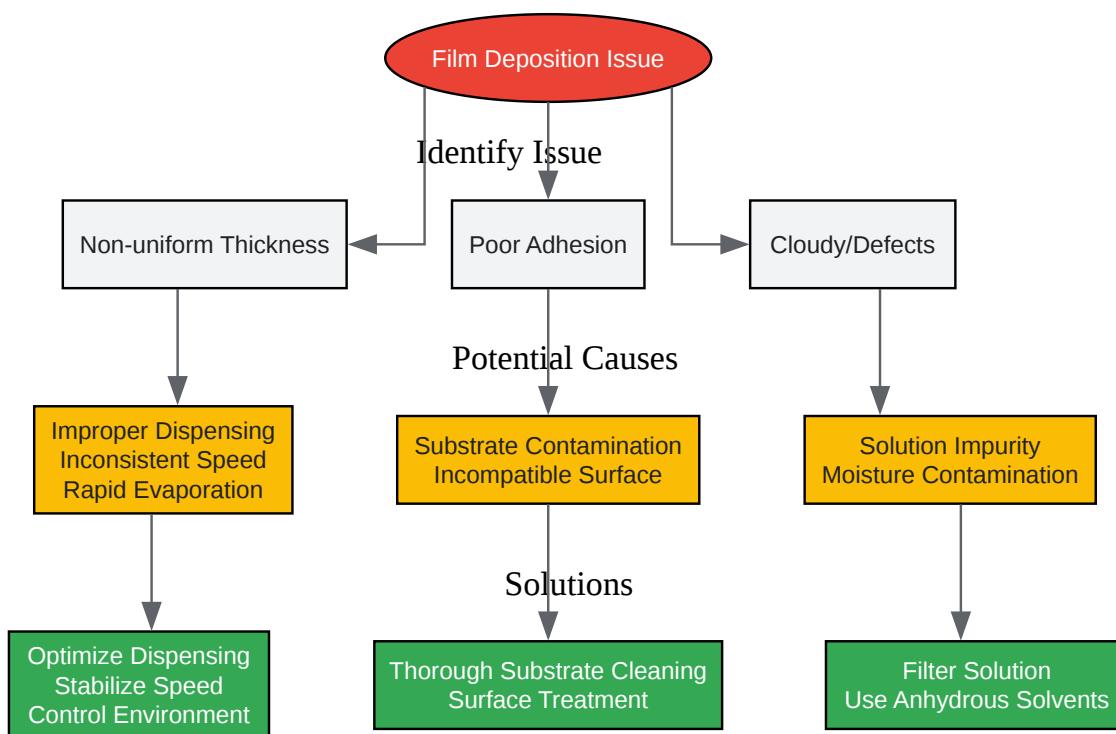 Film Deposition Issue
Identify Issue
Non-uniform Thickness
Poor Adhesion
Cloudy/Defects
Potential Causes
Improper Dispensing
Inconsistent Speed
Rapid Evaporation
Substrate Contamination
Incompatible Surface
Solution Impurity
Moisture Contamination
Solutions
Optimize Dispensing
Stabilize Speed
Control Environment
Thorough Substrate Cleaning
Surface Treatment
Filter Solution
Use Anhydrous Solvents